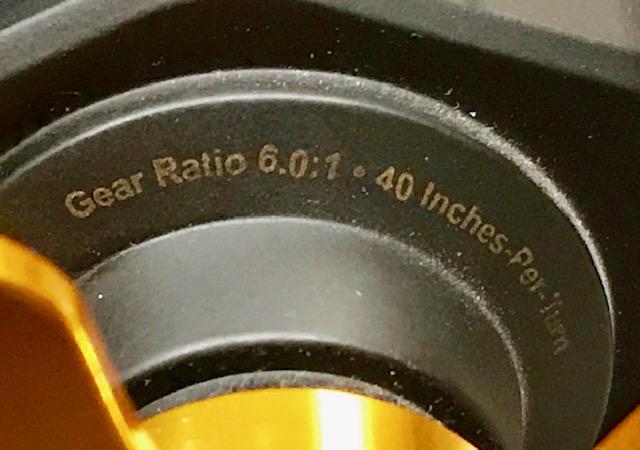 Gear Ratio 6.0:1 • 40 Inches-Per-Turn